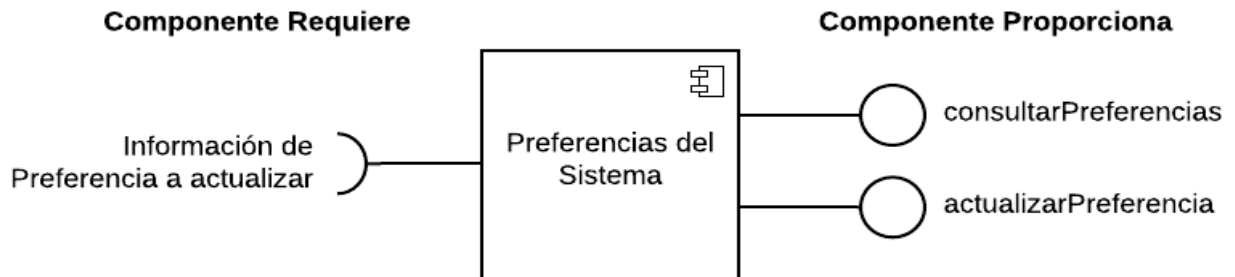 Componente Requiere
Componente Proporciona
Información de
Preferencia a actualizar
Preferencias del
Sistema
consultarPreferencias
actualizarPreferencia